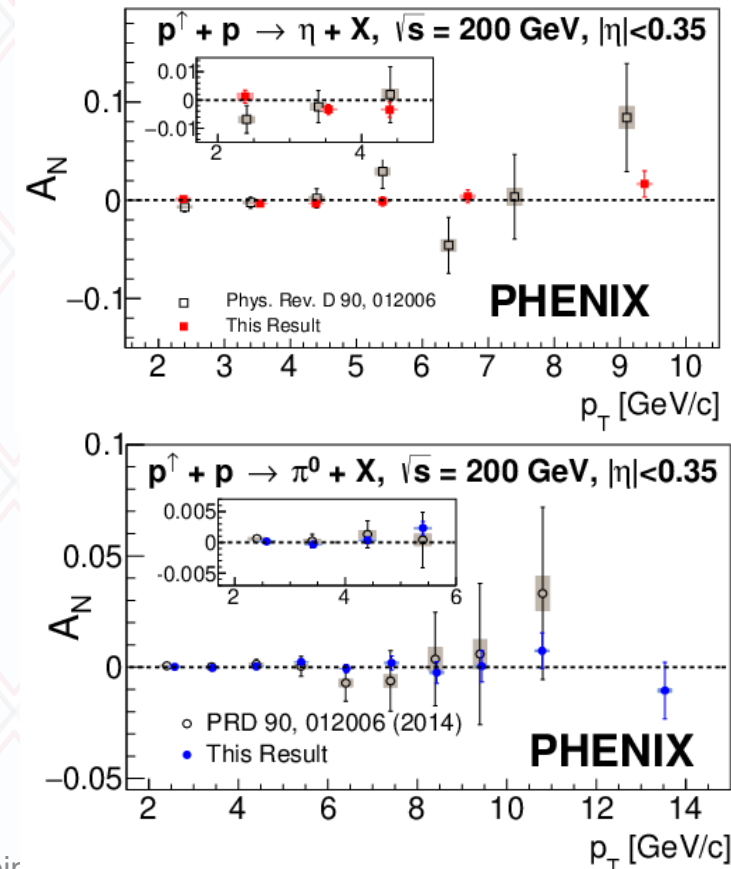 p↑ + p → η + X, √s = 200 GeV, |η|<0.35
0.01
0
−0.01
2 4
0.1
0
−0.1
A_N
Phys. Rev. D 90, 012006
This Result
PHENIX
2 3 4 5 6 7 8 9 10
p_T [GeV/c]
0.1
p↑ + p → π⁰ + X, √s = 200 GeV, |η|<0.35
0.005
0
-0.005
2 4 6
0.05
0
−0.05
A_N
PRD 90, 012006 (2014)
This Result
PHENIX
2 4 6 8 10 12 14
p_T [GeV/c]